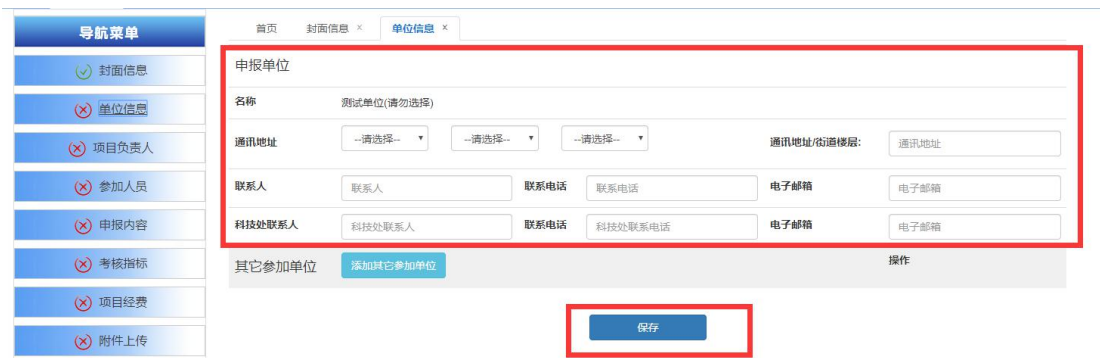 导航菜单
封面信息
单位信息
项目负责人
参加人员
申报内容
考核指标
项目经费
附件上传
首页 封面信息 × 单位信息 ×
申报单位
名称 测试单位(请勿选择)
通讯地址 --请选择-- --请选择-- --请选择-- 通讯地址/街道楼层: 通讯地址
联系人 联系人 联系电话 联系电话 电子邮箱 电子邮箱
科技处联系人 科技处联系人 联系电话 科技处联系电话 电子邮箱 电子邮箱
其它参加单位 添加其它参加单位 操作
保存